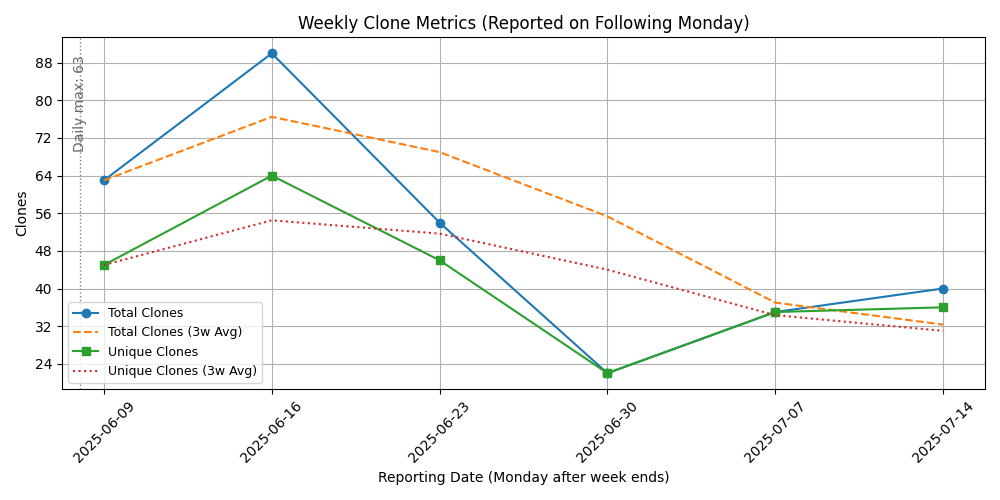 Weekly Clone Metrics (Reported on Following Monday)
Daily max: 63
Clones
88
80
72
64
56
48
40
32
24
Total Clones
Total Clones (3w Avg)
Unique Clones
Unique Clones (3w Avg)
2025-06-09
2025-06-16
2025-06-23
2025-06-30
2025-07-07
2025-07-14
Reporting Date (Monday after week ends)